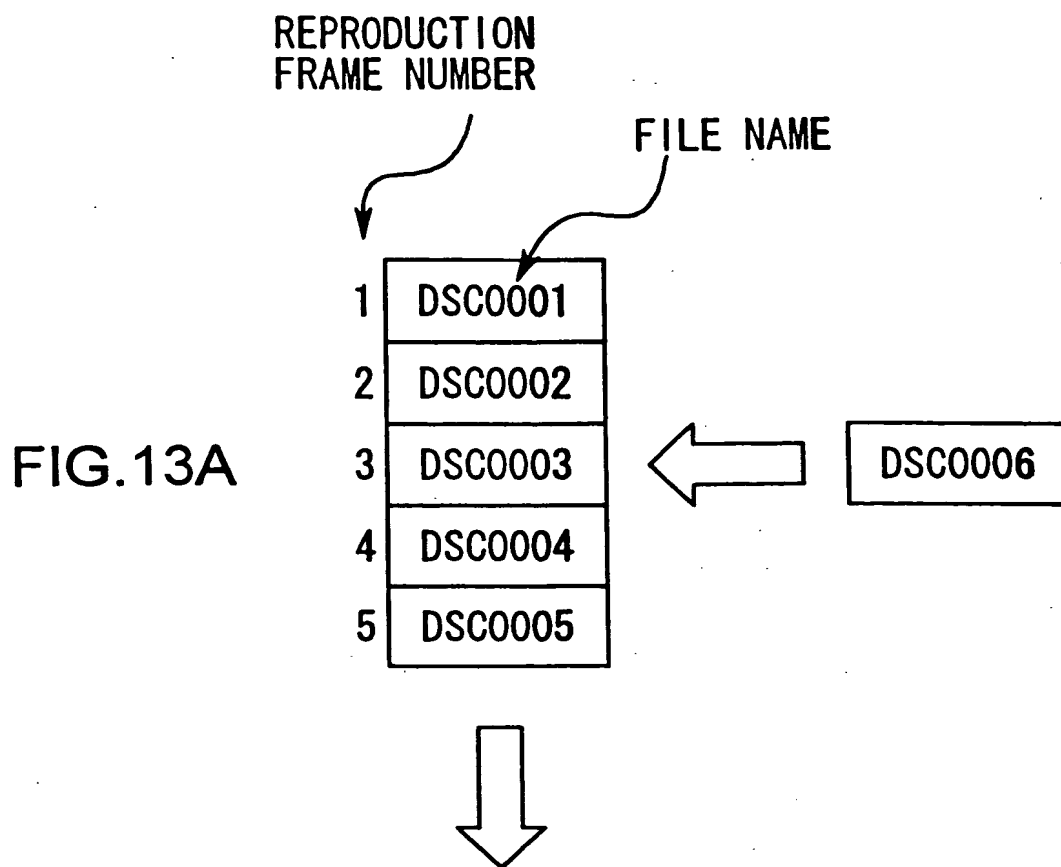 REPRODUCTION
FRAME NUMBER
FILE NAME
1 DSC0001
2 DSC0002
FIG.13A
3 DSC0003
DSC0006
4 DSC0004
5 DSC0005